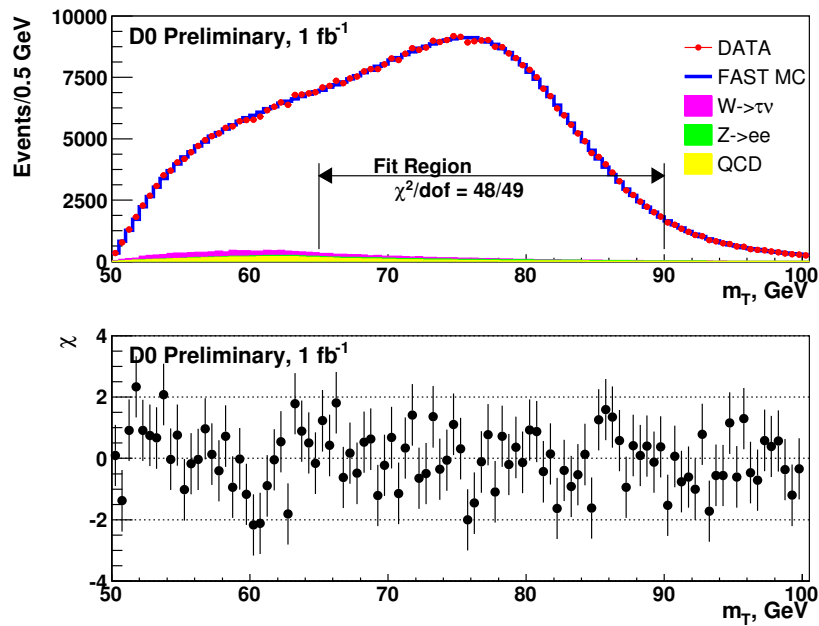 D0 Preliminary, 1 fb-1
Events/0.5 GeV
10000
7500
5000
2500
0
DATA
FAST MC
W->τν
Z->ee
QCD
Fit Region
χ2/dof = 48/49
50 60 70 80 90 100
mT, GeV
D0 Preliminary, 1 fb-1
χ
4
2
0
-2
-4
50 60 70 80 90 100
mT, GeV